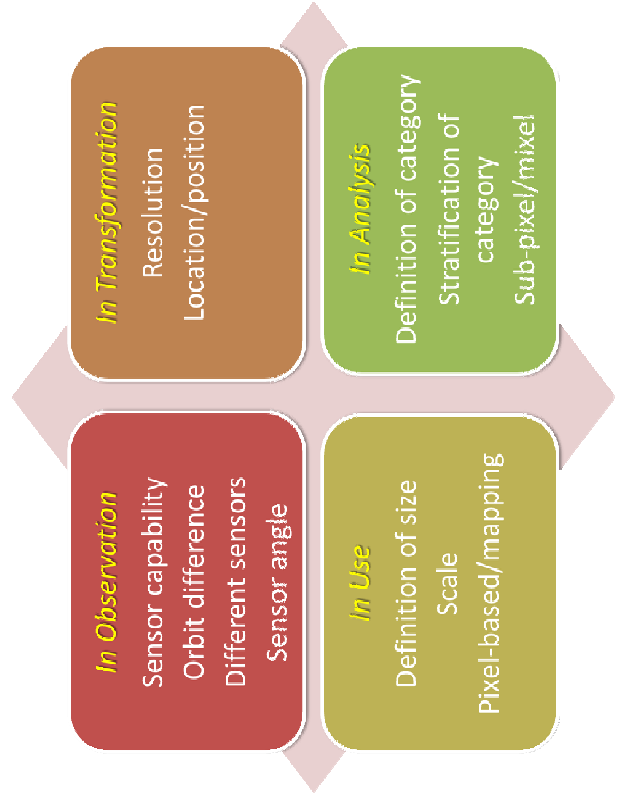 In Observation
Sensor capability
Orbit difference
Different sensors
Sensor angle
In Transformation
Resolution
Location/position
In Use
Definition of size
Scale
Pixel-based/mapping
In Analysis
Definition of category
Stratification of
category
Sub-pixel/mixel